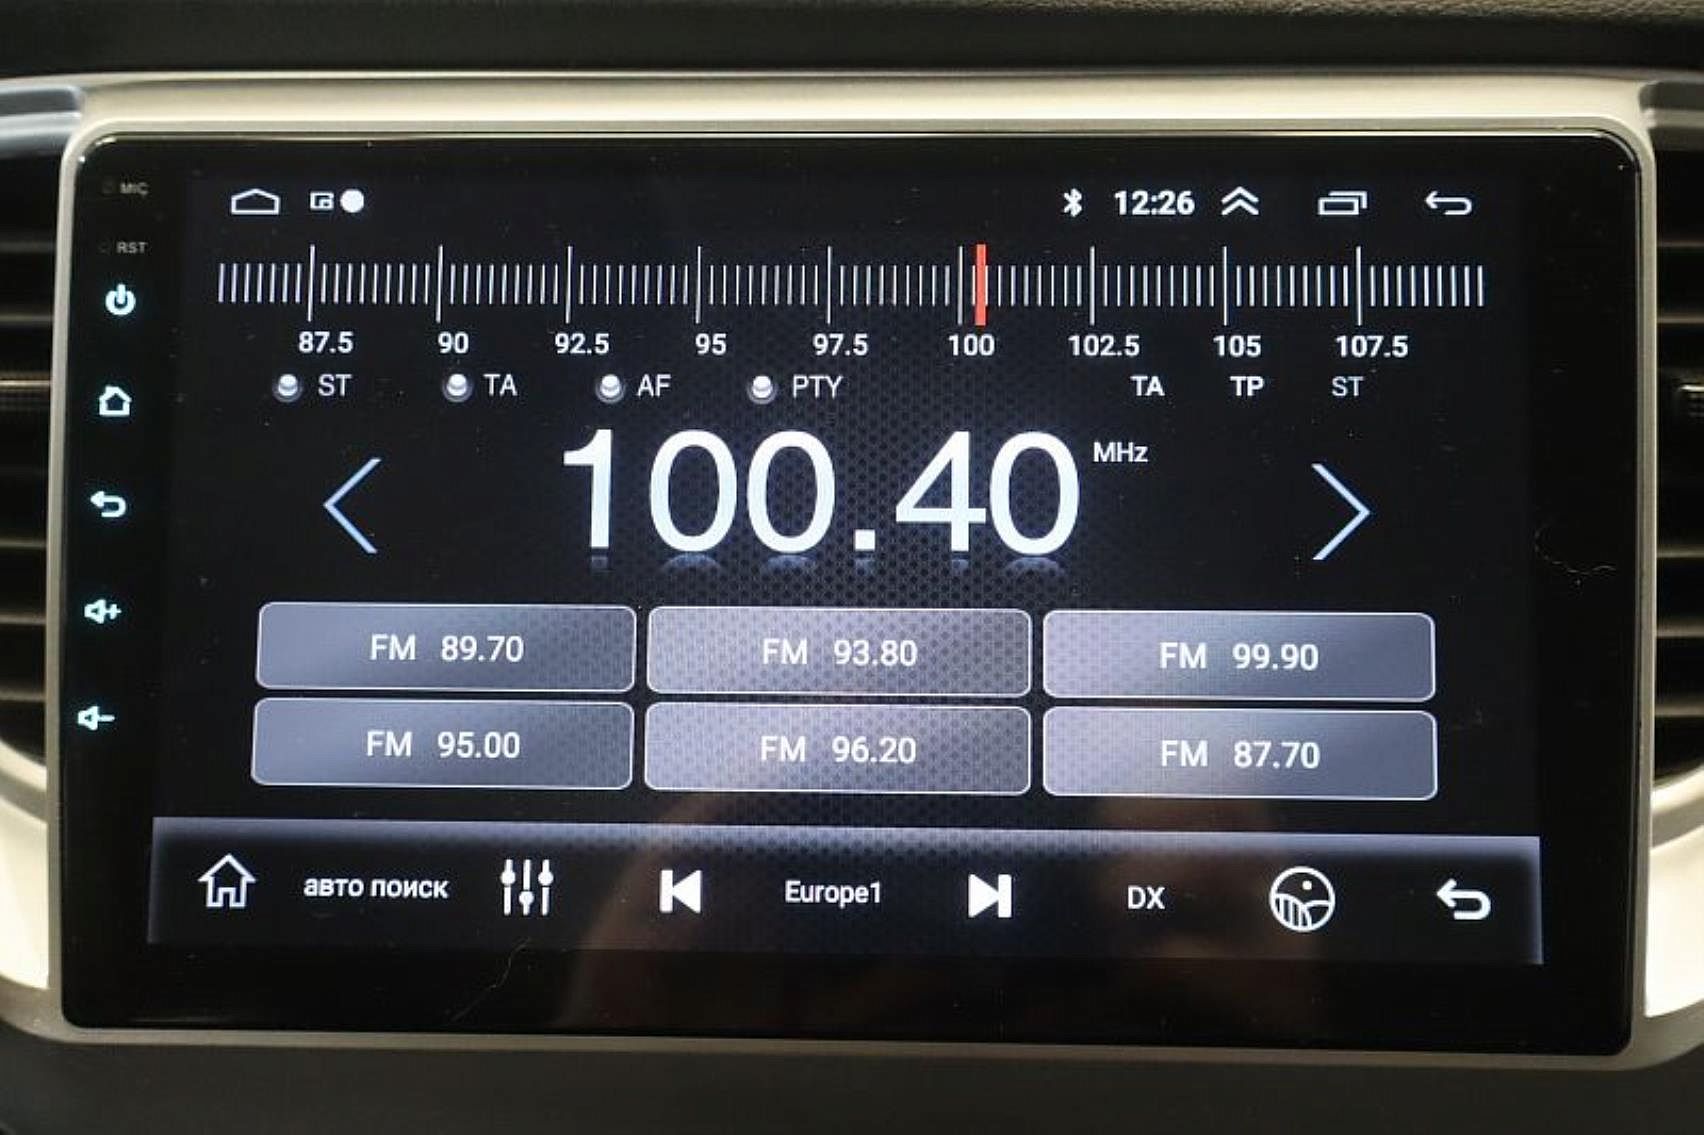 MIC
12:26
RST
87.5 90 92.5 95 97.5 100 102.5 105 107.5
ST TA AF PTY TA TP ST
100.40 MHz
FM 89.70 FM 93.80 FM 99.90
FM 95.00 FM 96.20 FM 87.70
авто поиск Europe1 DX